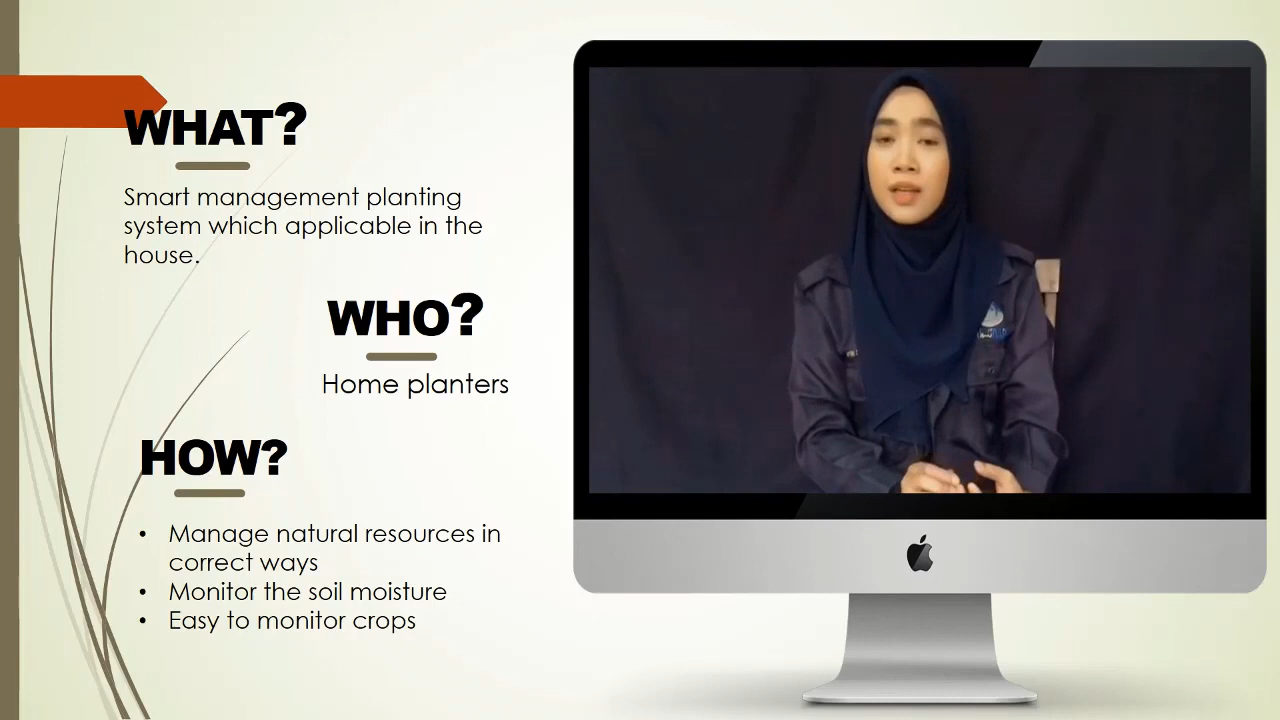 WHAT?
Smart management planting
system which applicable in the
house.
WHO?
Home planters
HOW?
• Manage natural resources in
correct ways
• Monitor the soil moisture
• Easy to monitor crops